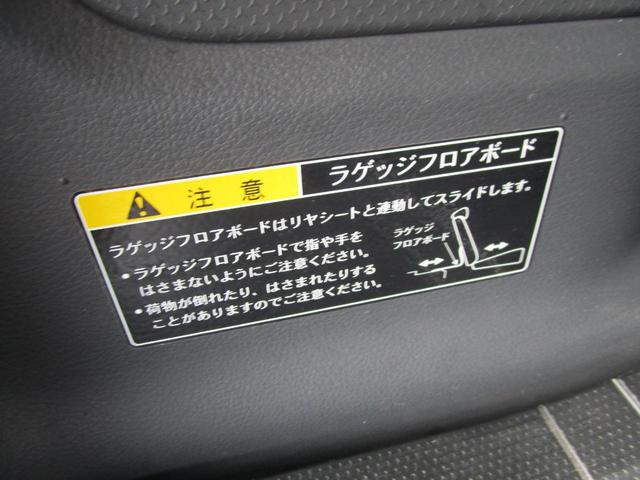 注意 ラゲッジフロアボード
ラゲッジフロアボードはリヤシートと連動してスライドします。
•ラゲッジフロアボードで指や手を
はさまないようにご注意ください。
•荷物が倒れたり、はさまれたりする
ことがありますのでご注意ください。
ラゲッジ
フロアボード